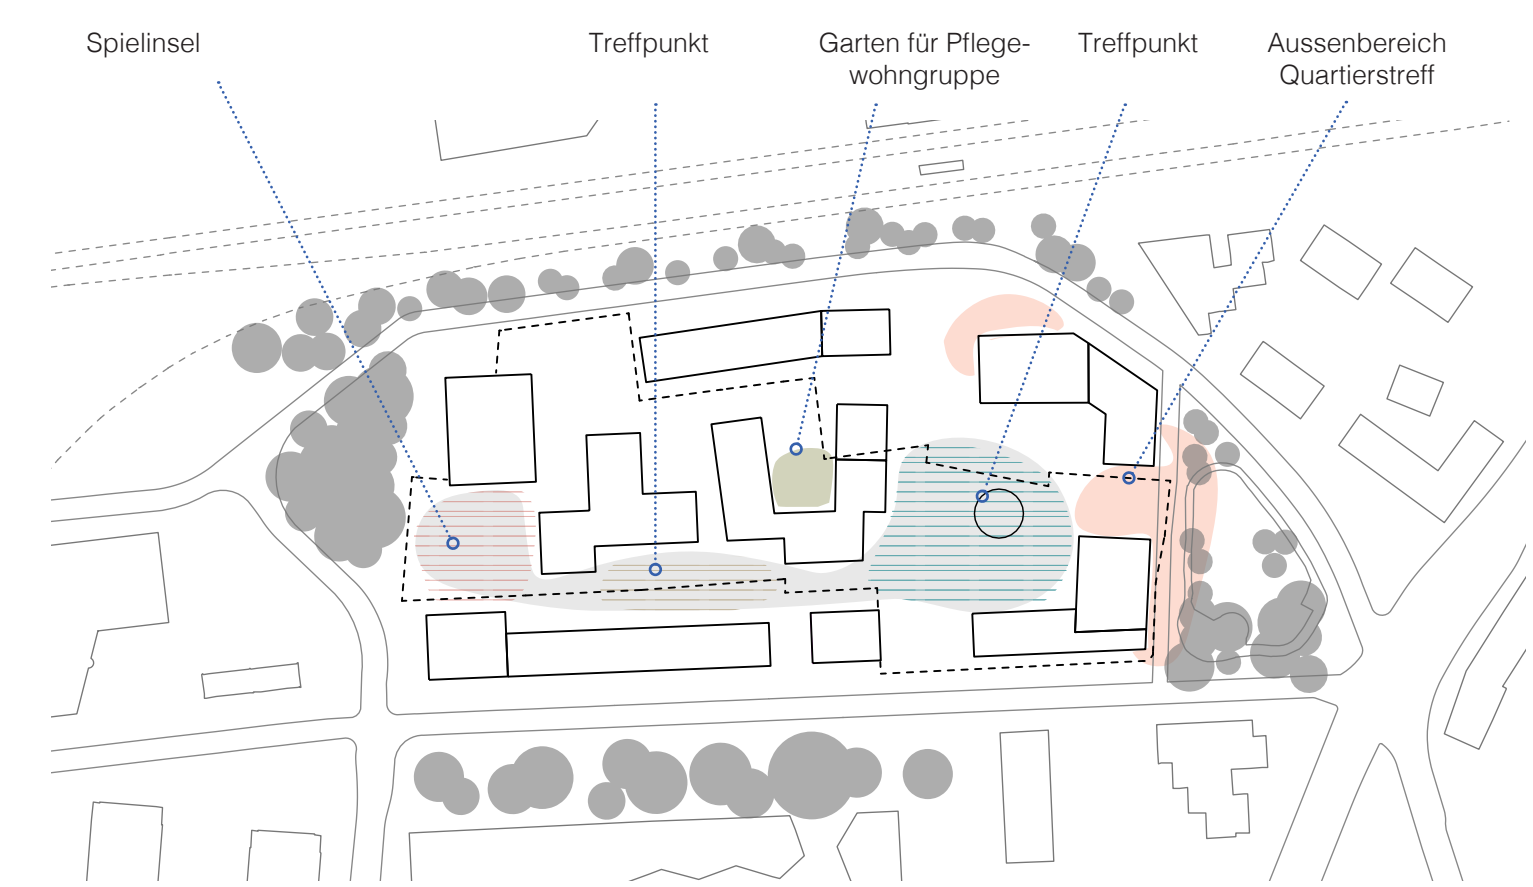 Spielinsel
Treffpunkt
Garten für Pflege-
wohngruppe
Treffpunkt
Aussenbereich
Quartierstreff